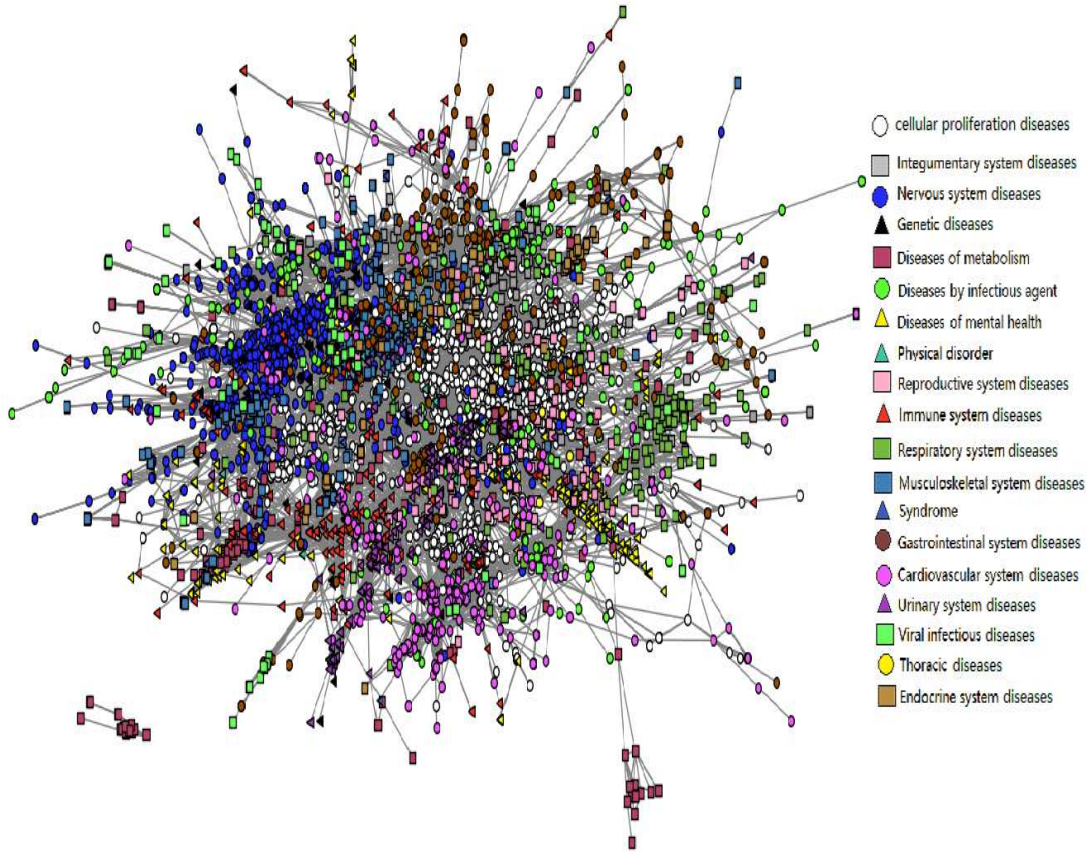 cellular proliferation diseases
Integumentary system diseases
Nervous system diseases
Genetic diseases
Diseases of metabolism
Diseases by infectious agent
Diseases of mental health
Physical disorder
Reproductive system diseases
Immune system diseases
Respiratory system diseases
Musculoskeletal system diseases
Syndrome
Gastrointestinal system diseases
Cardiovascular system diseases
Urinary system diseases
Viral infectious diseases
Thoracic diseases
Endocrine system diseases